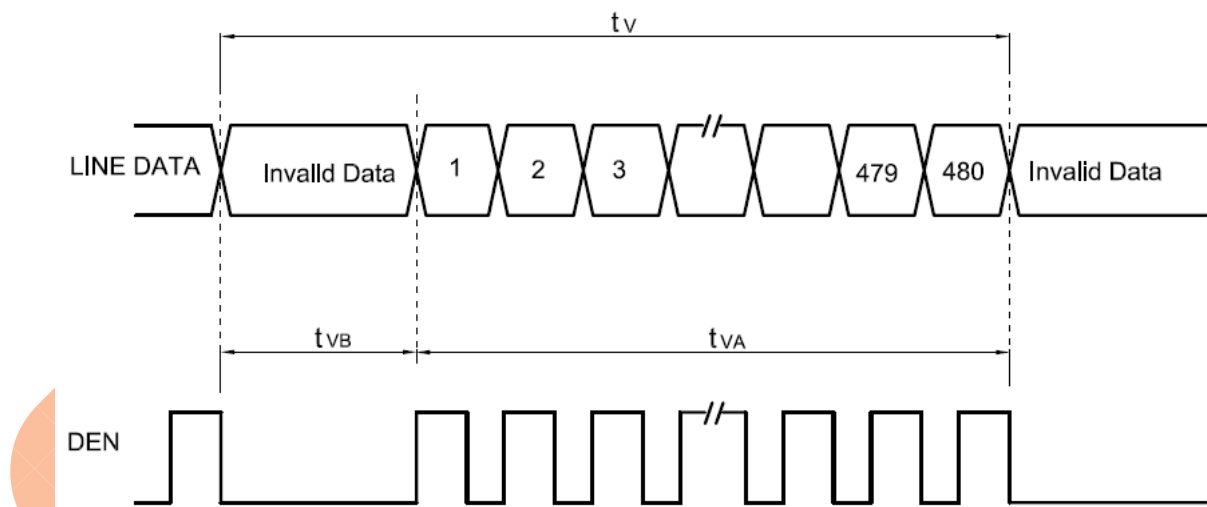 tV
LINE DATA
Invalld Data
1
2
3
479
480
Invalid Data
tVB
tVA
DEN